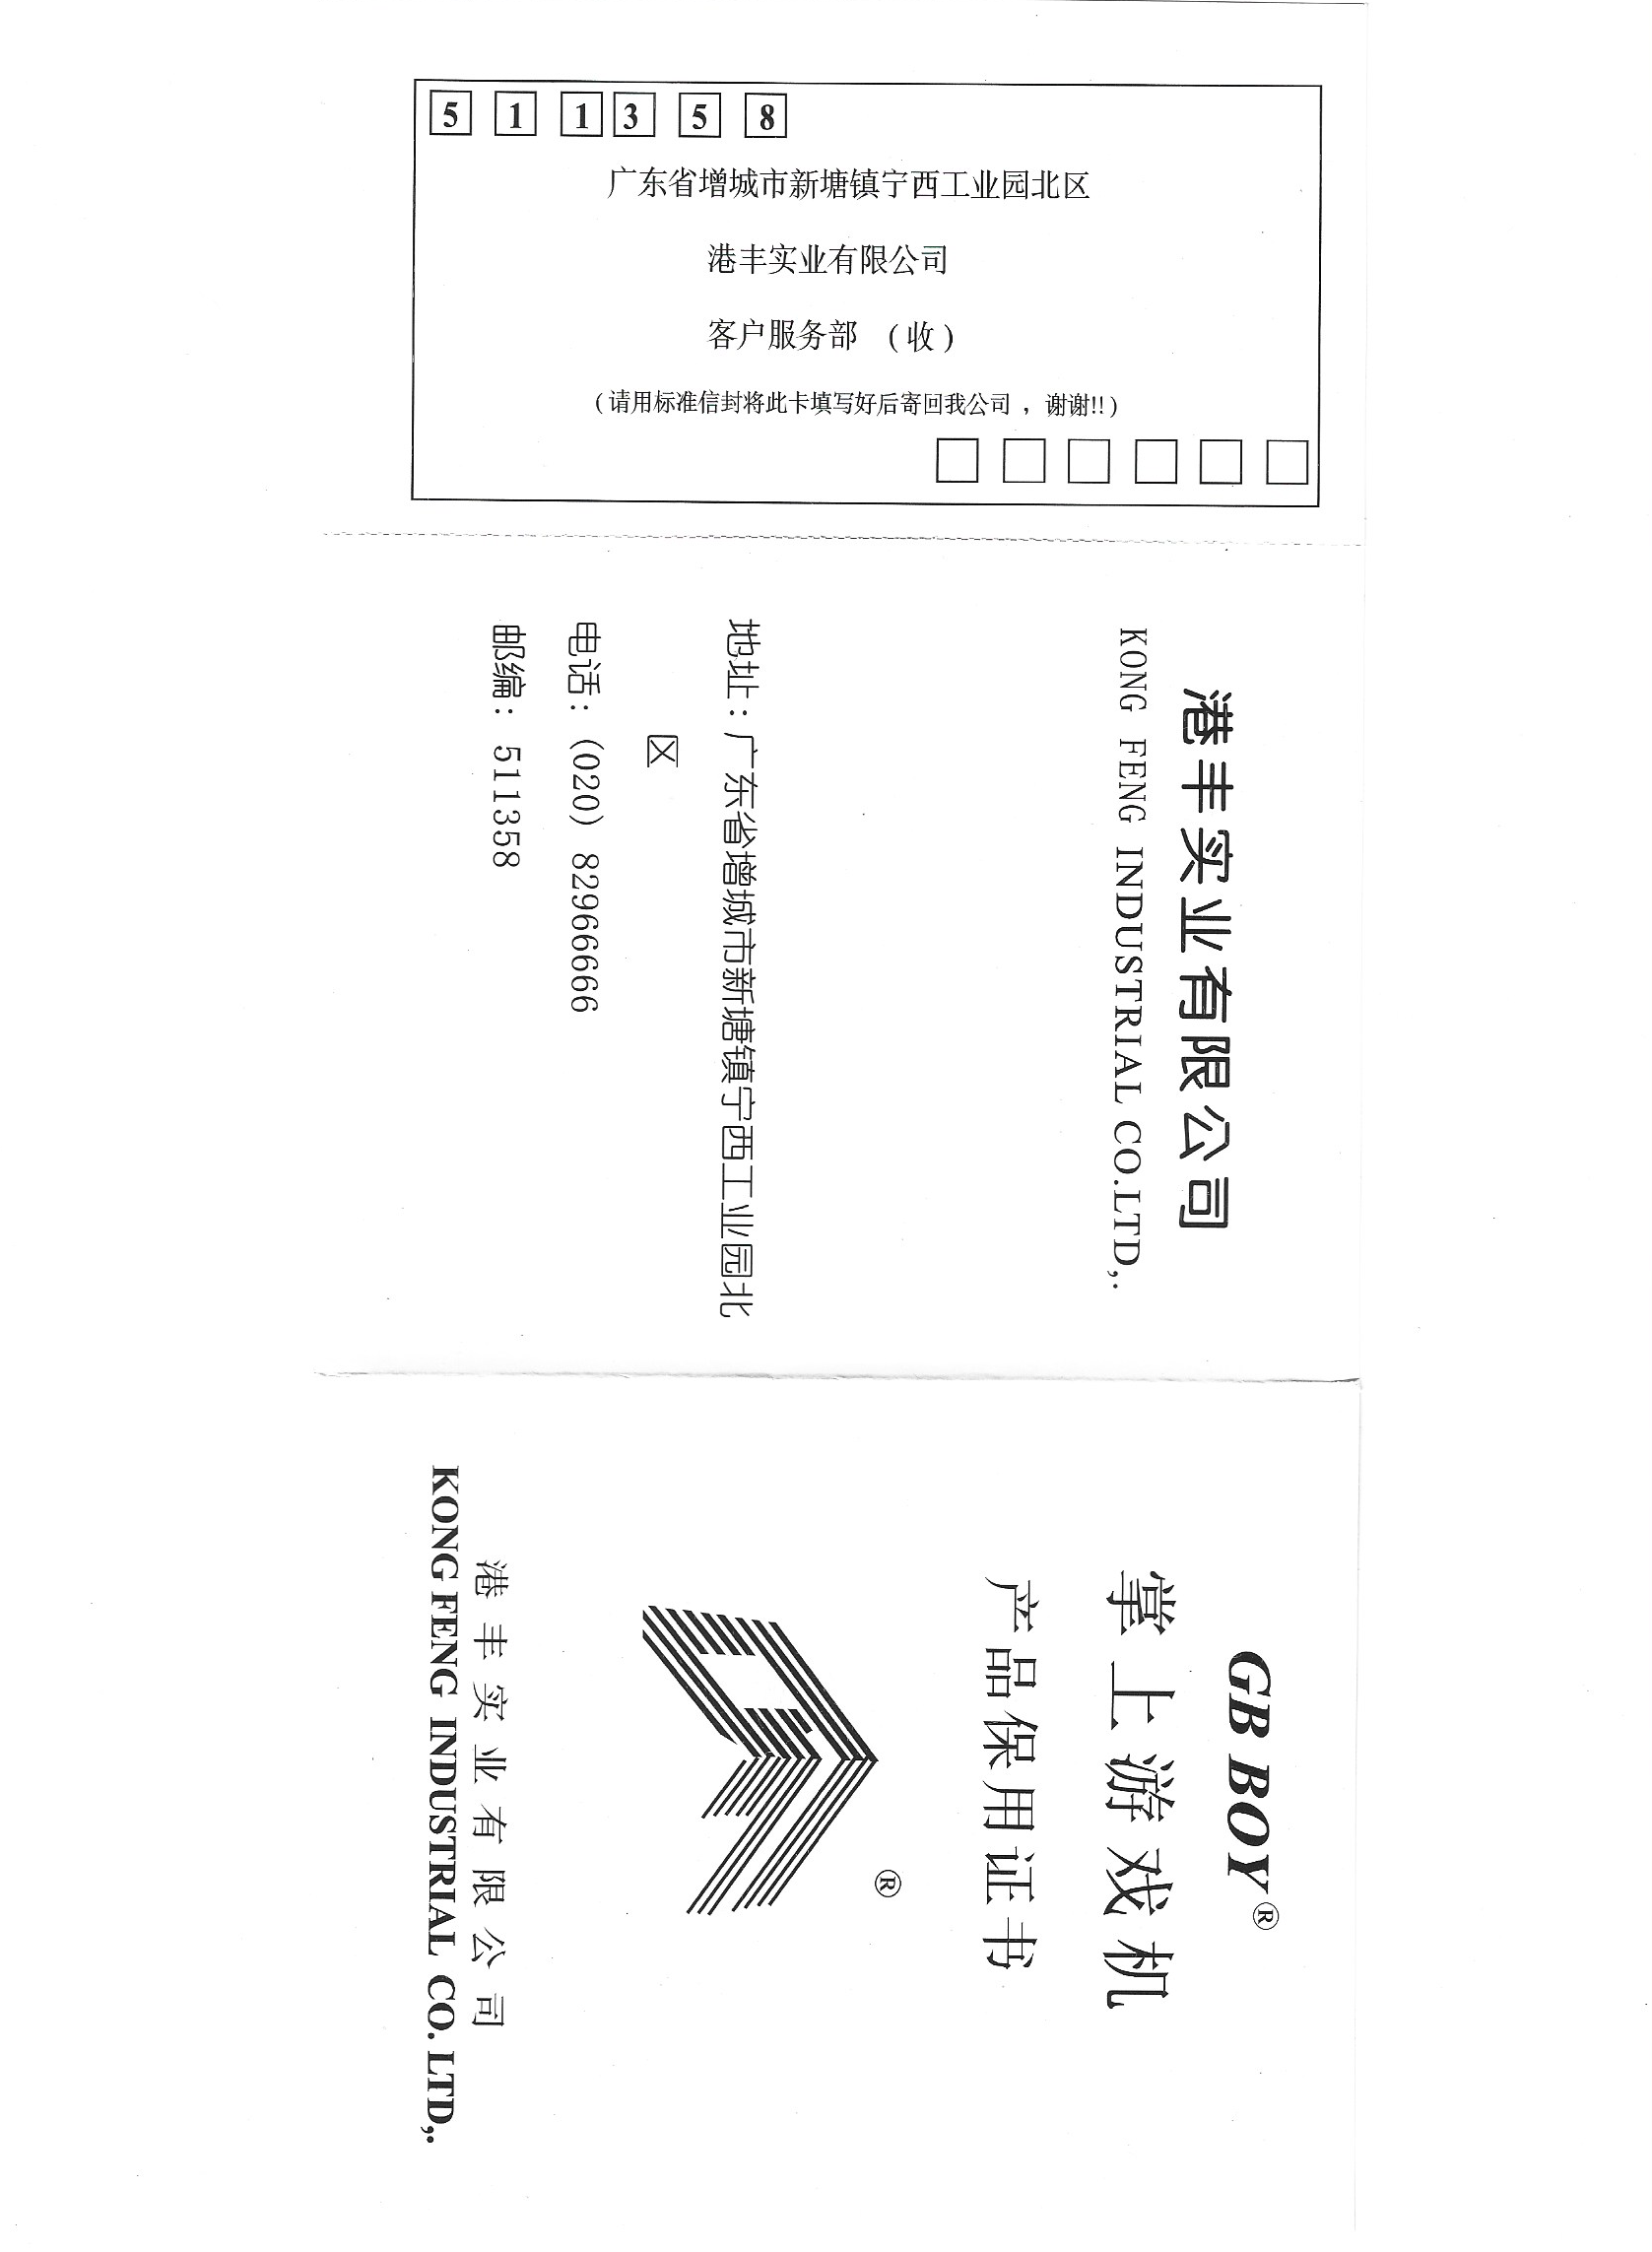 5 1 1 3 5 8
广东省增城市新塘镇宁西工业园北区
港丰实业有限公司
客户服务部 （收）
（请用标准信封将此卡填写好后寄回我公司，谢谢!!）
港丰实业有限公司
KONG FENG INDUSTRIAL CO.LTD,.
地址：广东省增城市新塘镇宁西工业园北
区
电话：（020）82966666
邮编：511358
GB BOY®
掌上游戏机
产品保用证书
®
港丰实业有限公司
KONG FENG INDUSTRIAL CO. LTD,.